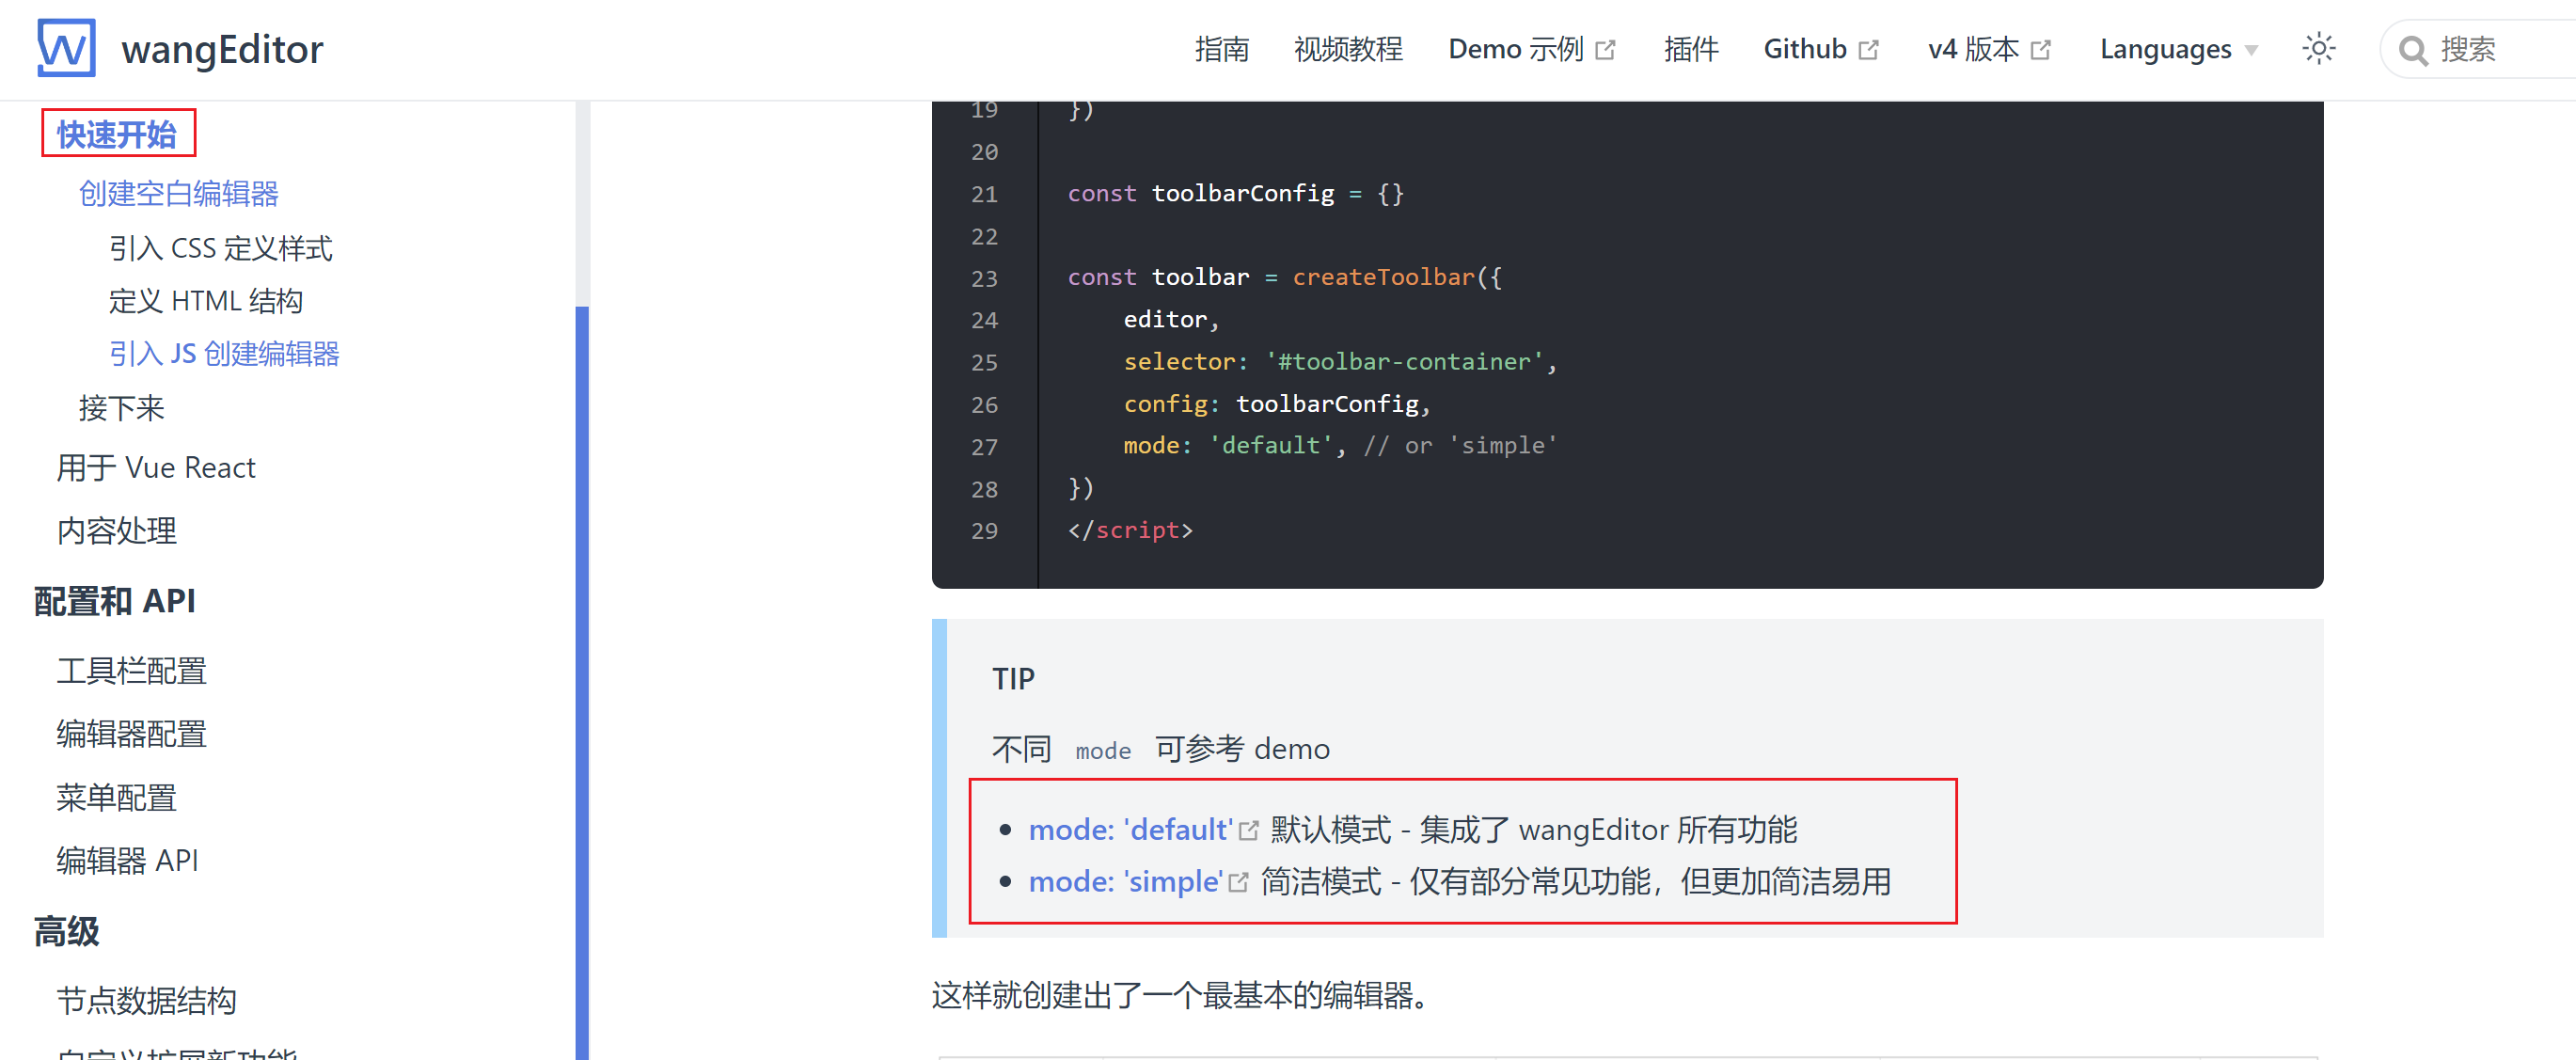 wangEditor
指南 视频教程 Demo 示例 插件 Github v4 版本 Languages 搜索
快速开始
创建空白编辑器
引入 CSS 定义样式
定义 HTML 结构
引入 JS 创建编辑器
接下来
用于 Vue React
内容处理
配置和 API
工具栏配置
编辑器配置
菜单配置
编辑器 API
高级
节点数据结构
自定义扩展新功能
19 })
20
21 const toolbarConfig = {}
22
23 const toolbar = createToolbar({
24 editor,
25 selector: '#toolbar-container',
26 config: toolbarConfig,
27 mode: 'default', // or 'simple'
28 })
29 </script>
TIP
不同 mode 可参考 demo
• mode: 'default' 默认模式 - 集成了 wangEditor 所有功能
• mode: 'simple' 简洁模式 - 仅有部分常见功能，但更加简洁易用
这样就创建出了一个最基本的编辑器。